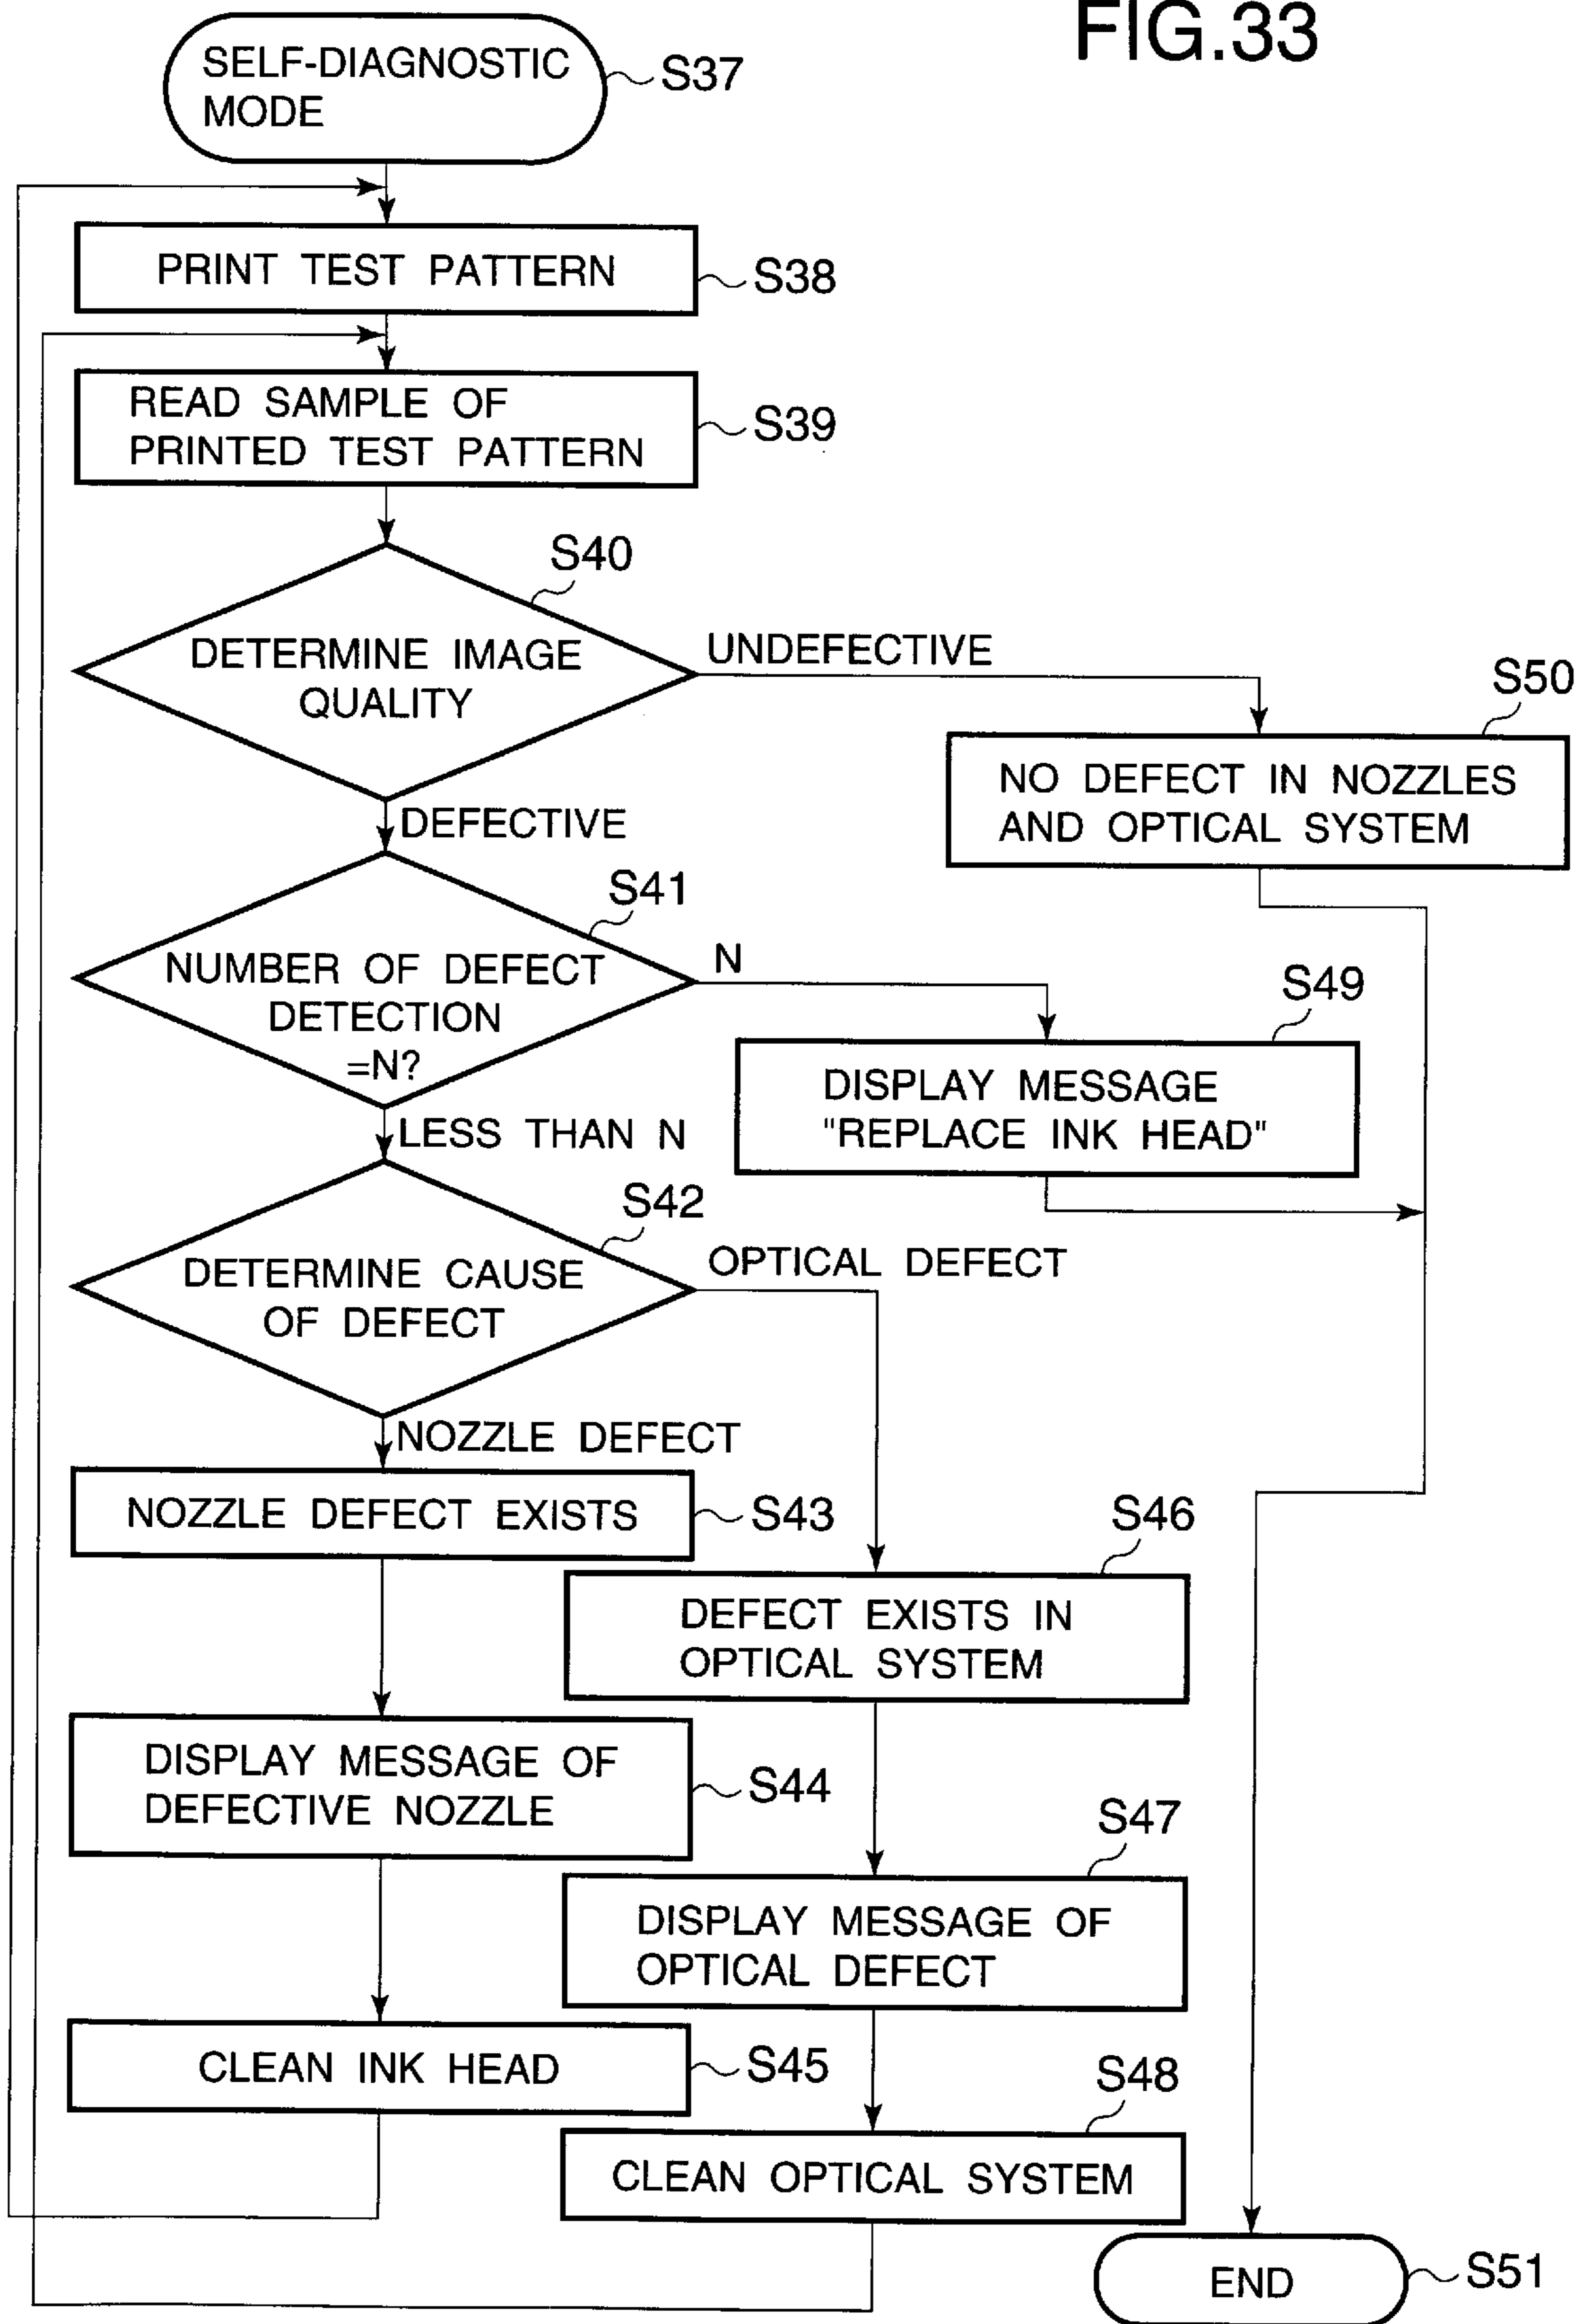 FIG.33
SELF-DIAGNOSTIC
MODE
S37
PRINT TEST PATTERN
S38
READ SAMPLE OF
PRINTED TEST PATTERN
S39
S40
DETERMINE IMAGE
QUALITY
UNDEFECTIVE
S50
NO DEFECT IN NOZZLES
AND OPTICAL SYSTEM
DEFECTIVE
S41
NUMBER OF DEFECT
DETECTION
=N?
N
S49
DISPLAY MESSAGE
"REPLACE INK HEAD"
LESS THAN N
S42
DETERMINE CAUSE
OF DEFECT
OPTICAL DEFECT
NOZZLE DEFECT
NOZZLE DEFECT EXISTS
S43
S46
DEFECT EXISTS IN
OPTICAL SYSTEM
DISPLAY MESSAGE OF
DEFECTIVE NOZZLE
S44
S47
DISPLAY MESSAGE OF
OPTICAL DEFECT
CLEAN INK HEAD
S45
S48
CLEAN OPTICAL SYSTEM
END
S51